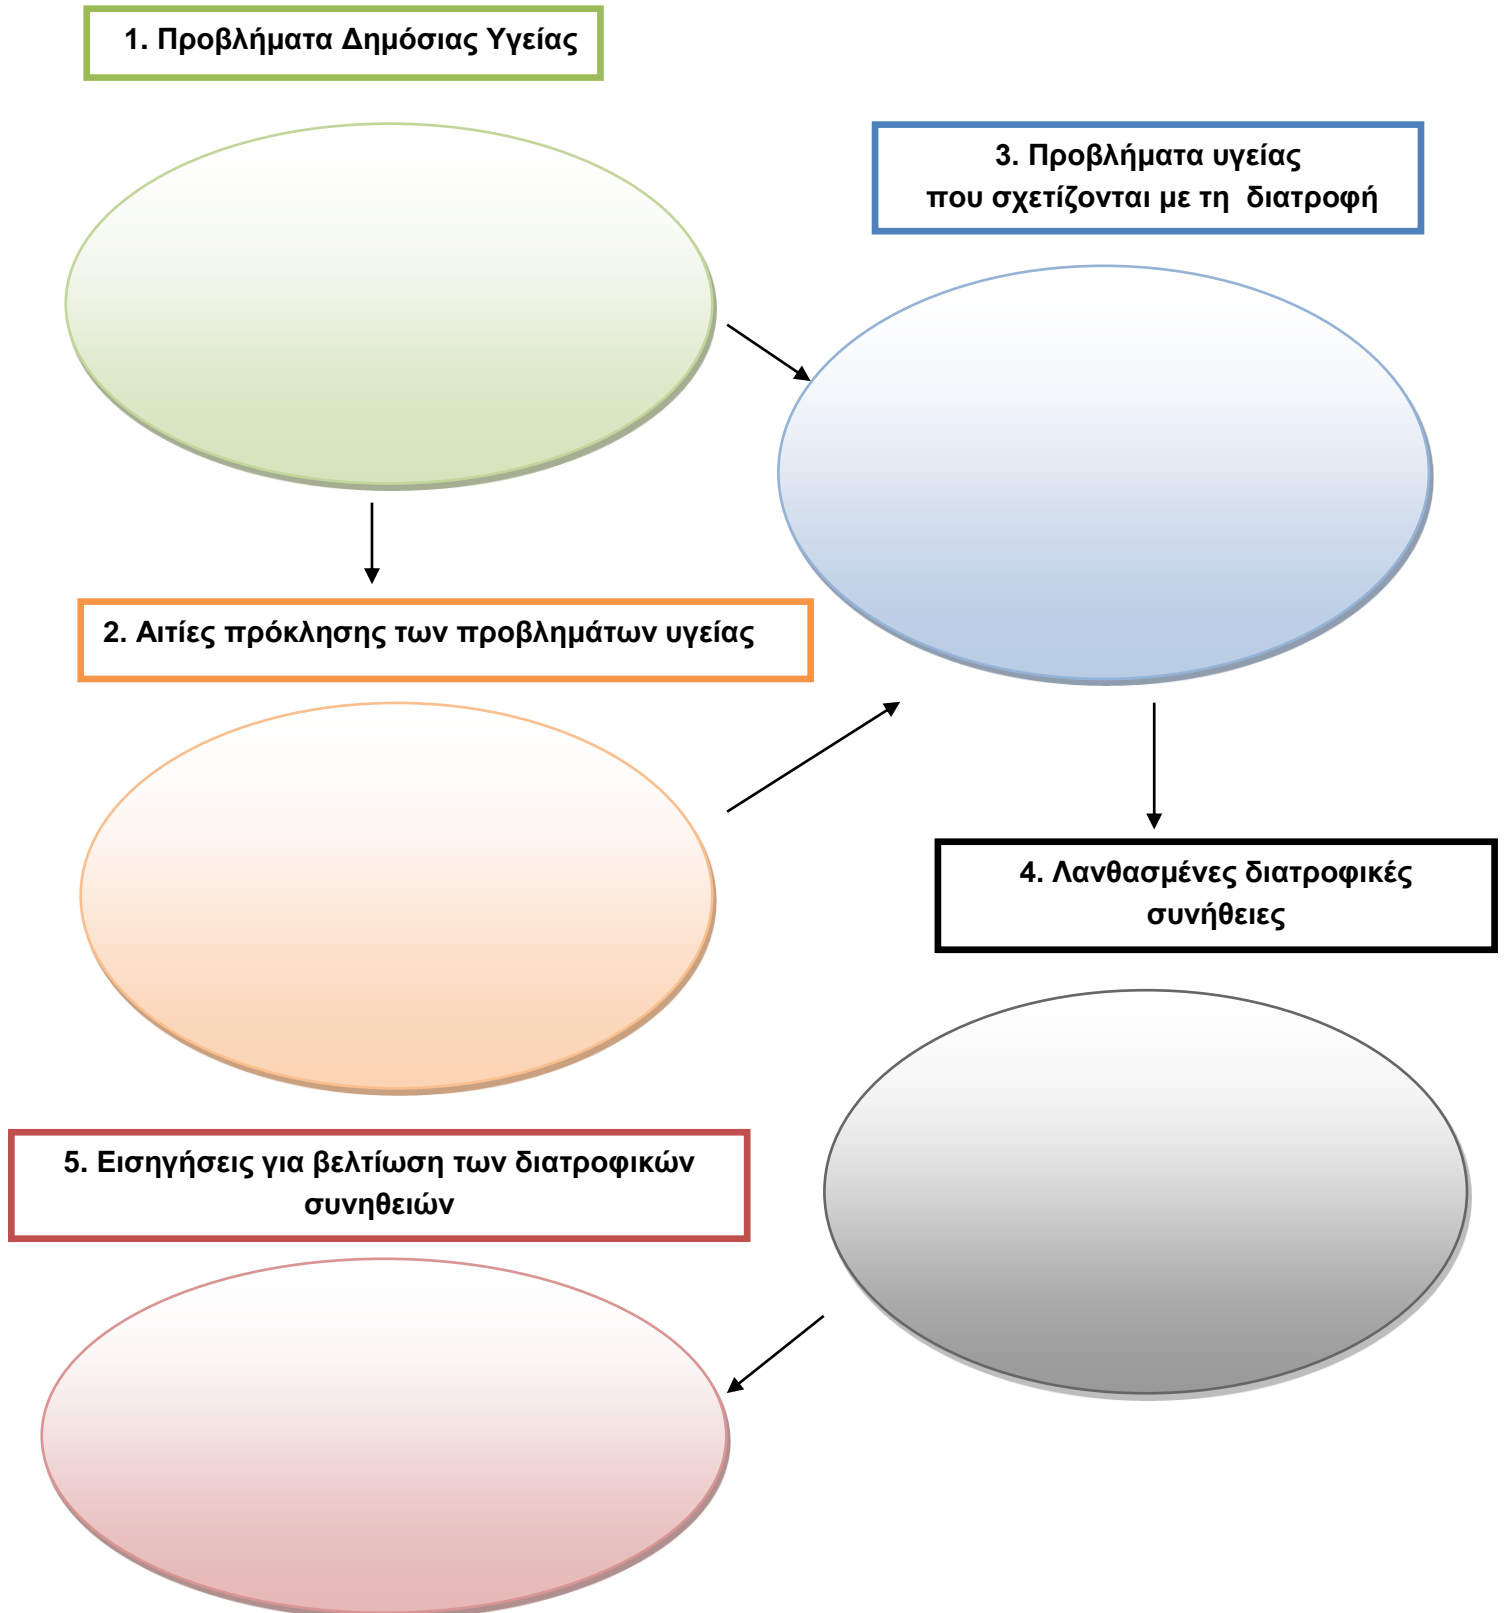 1. Προβλήματα Δημόσιας Υγείας
3. Προβλήματα υγείας
που σχετίζονται με τη διατροφή
2. Αιτίες πρόκλησης των προβλημάτων υγείας
4. Λανθασμένες διατροφικές
συνήθειες
5. Εισηγήσεις για βελτίωση των διατροφικών
συνηθειών